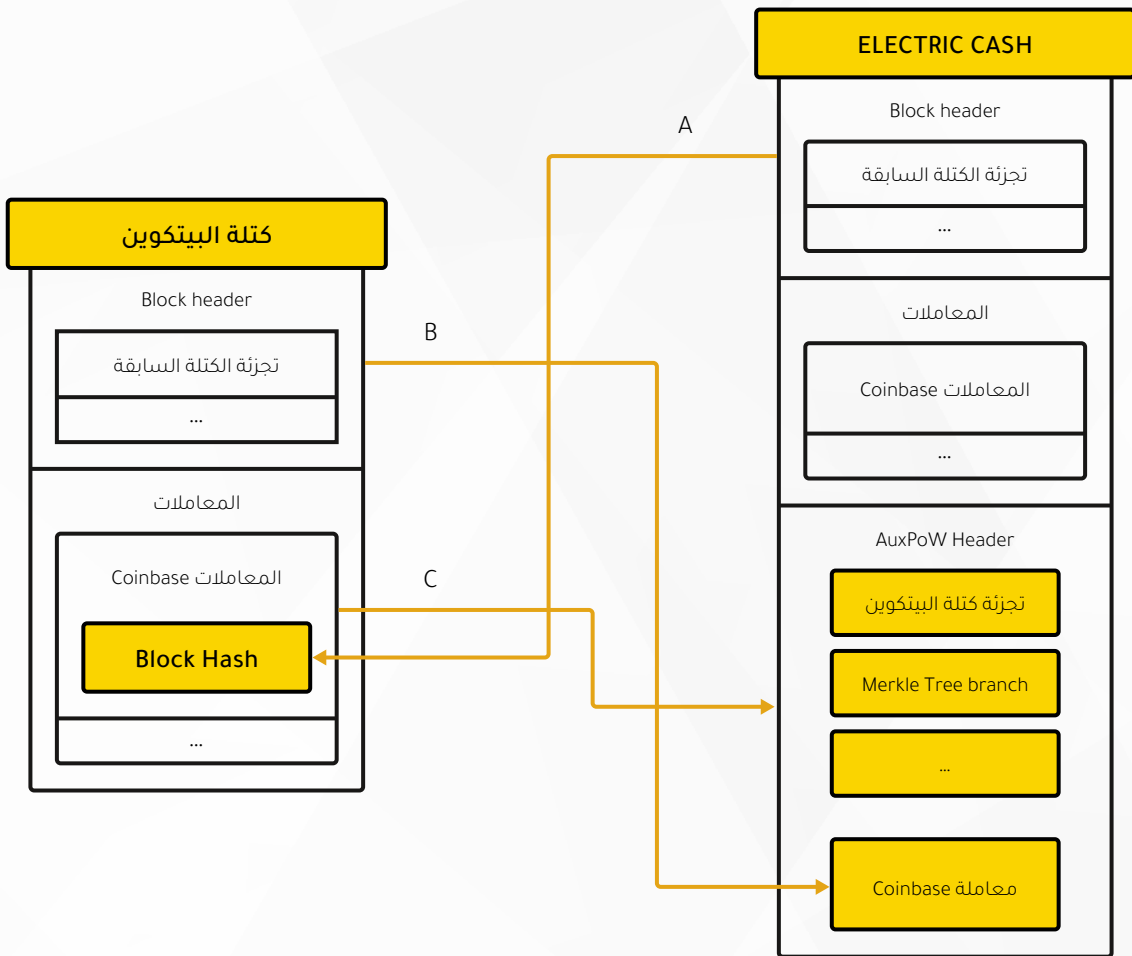 ELECTRIC CASH
Block header
تجزئة الكتلة السابقة
...
المعاملات
المعاملات Coinbase
...
AuxPoW Header
تجزئة كتلة البيتكوين
Merkle Tree branch
...
معاملة Coinbase
A
B
C
كتلة البيتكوين
Block header
تجزئة الكتلة السابقة
...
المعاملات
المعاملات Coinbase
Block Hash
...